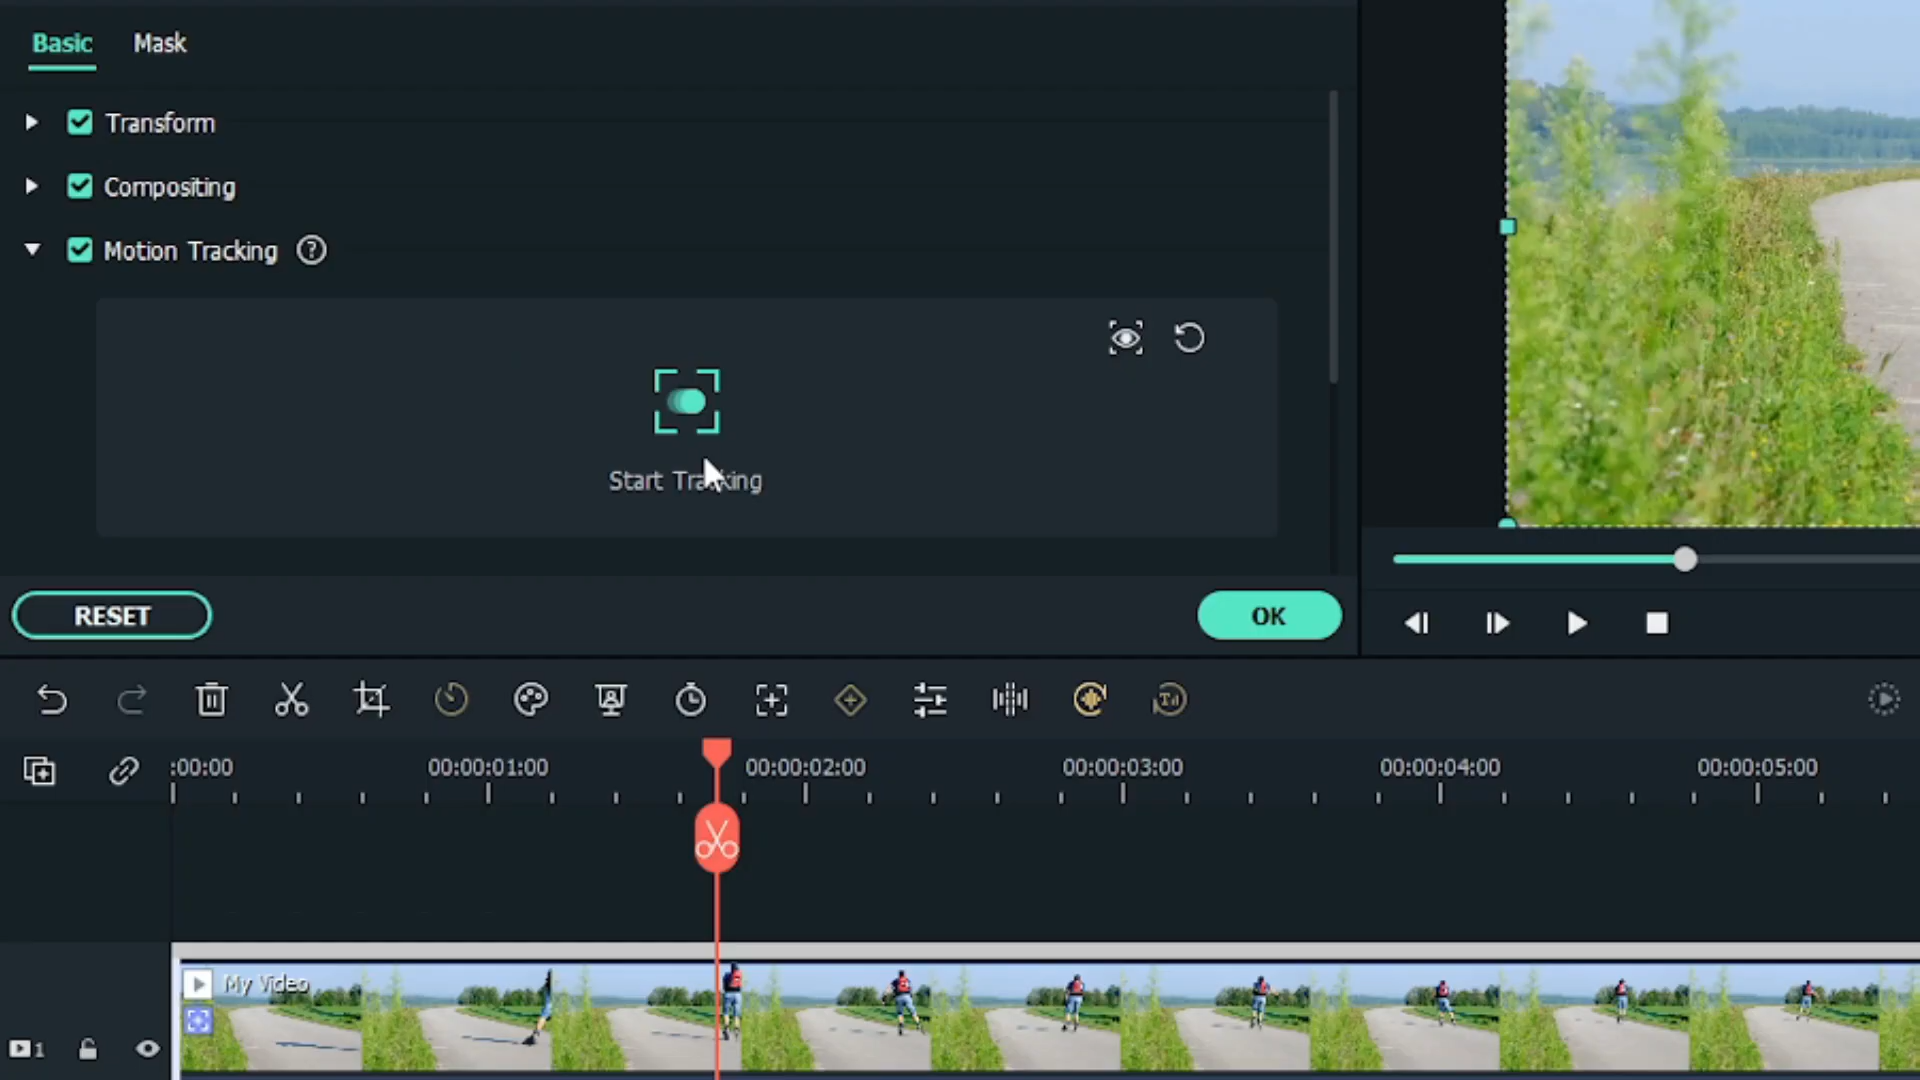 Basic Mask
Transform
Compositing
Motion Tracking ?
Start Tracking
RESET OK
:00:00 00:00:01:00 00:00:02:00 00:00:03:00 00:00:04:00 00:00:05:00
My Video
1